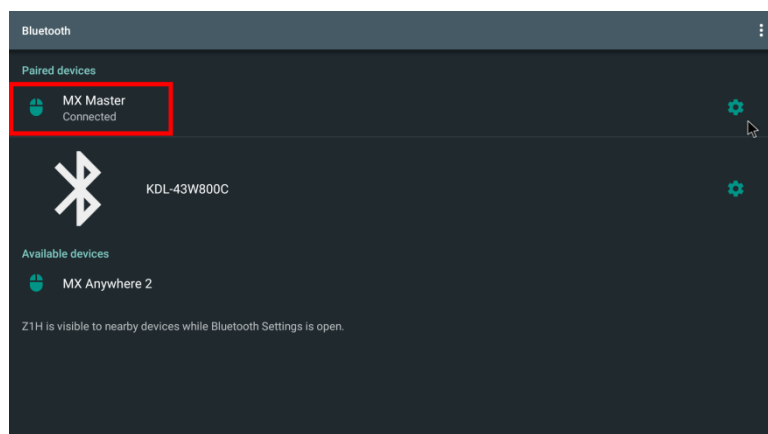 Bluetooth
Paired devices
MX Master
Connected
KDL-43W800C
Available devices
MX Anywhere 2
Z1H is visible to nearby devices while Bluetooth Settings is open.